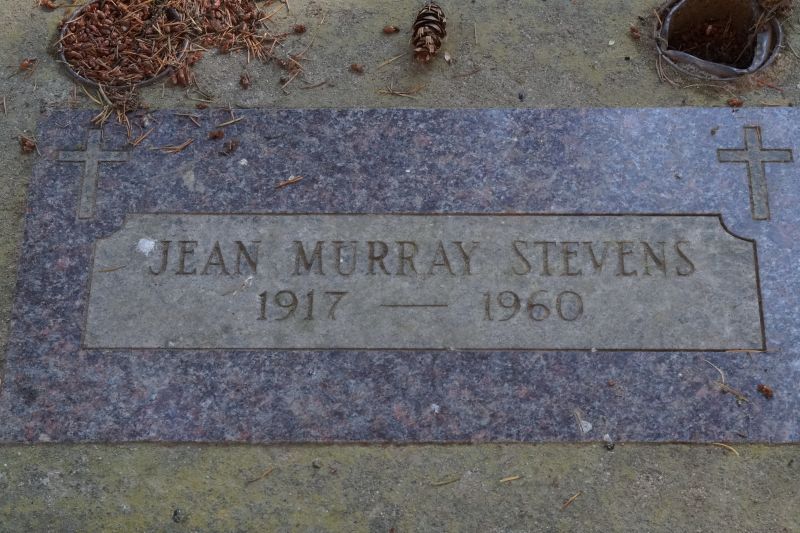 JEAN MURRAY STEVENS
1917 — 1960